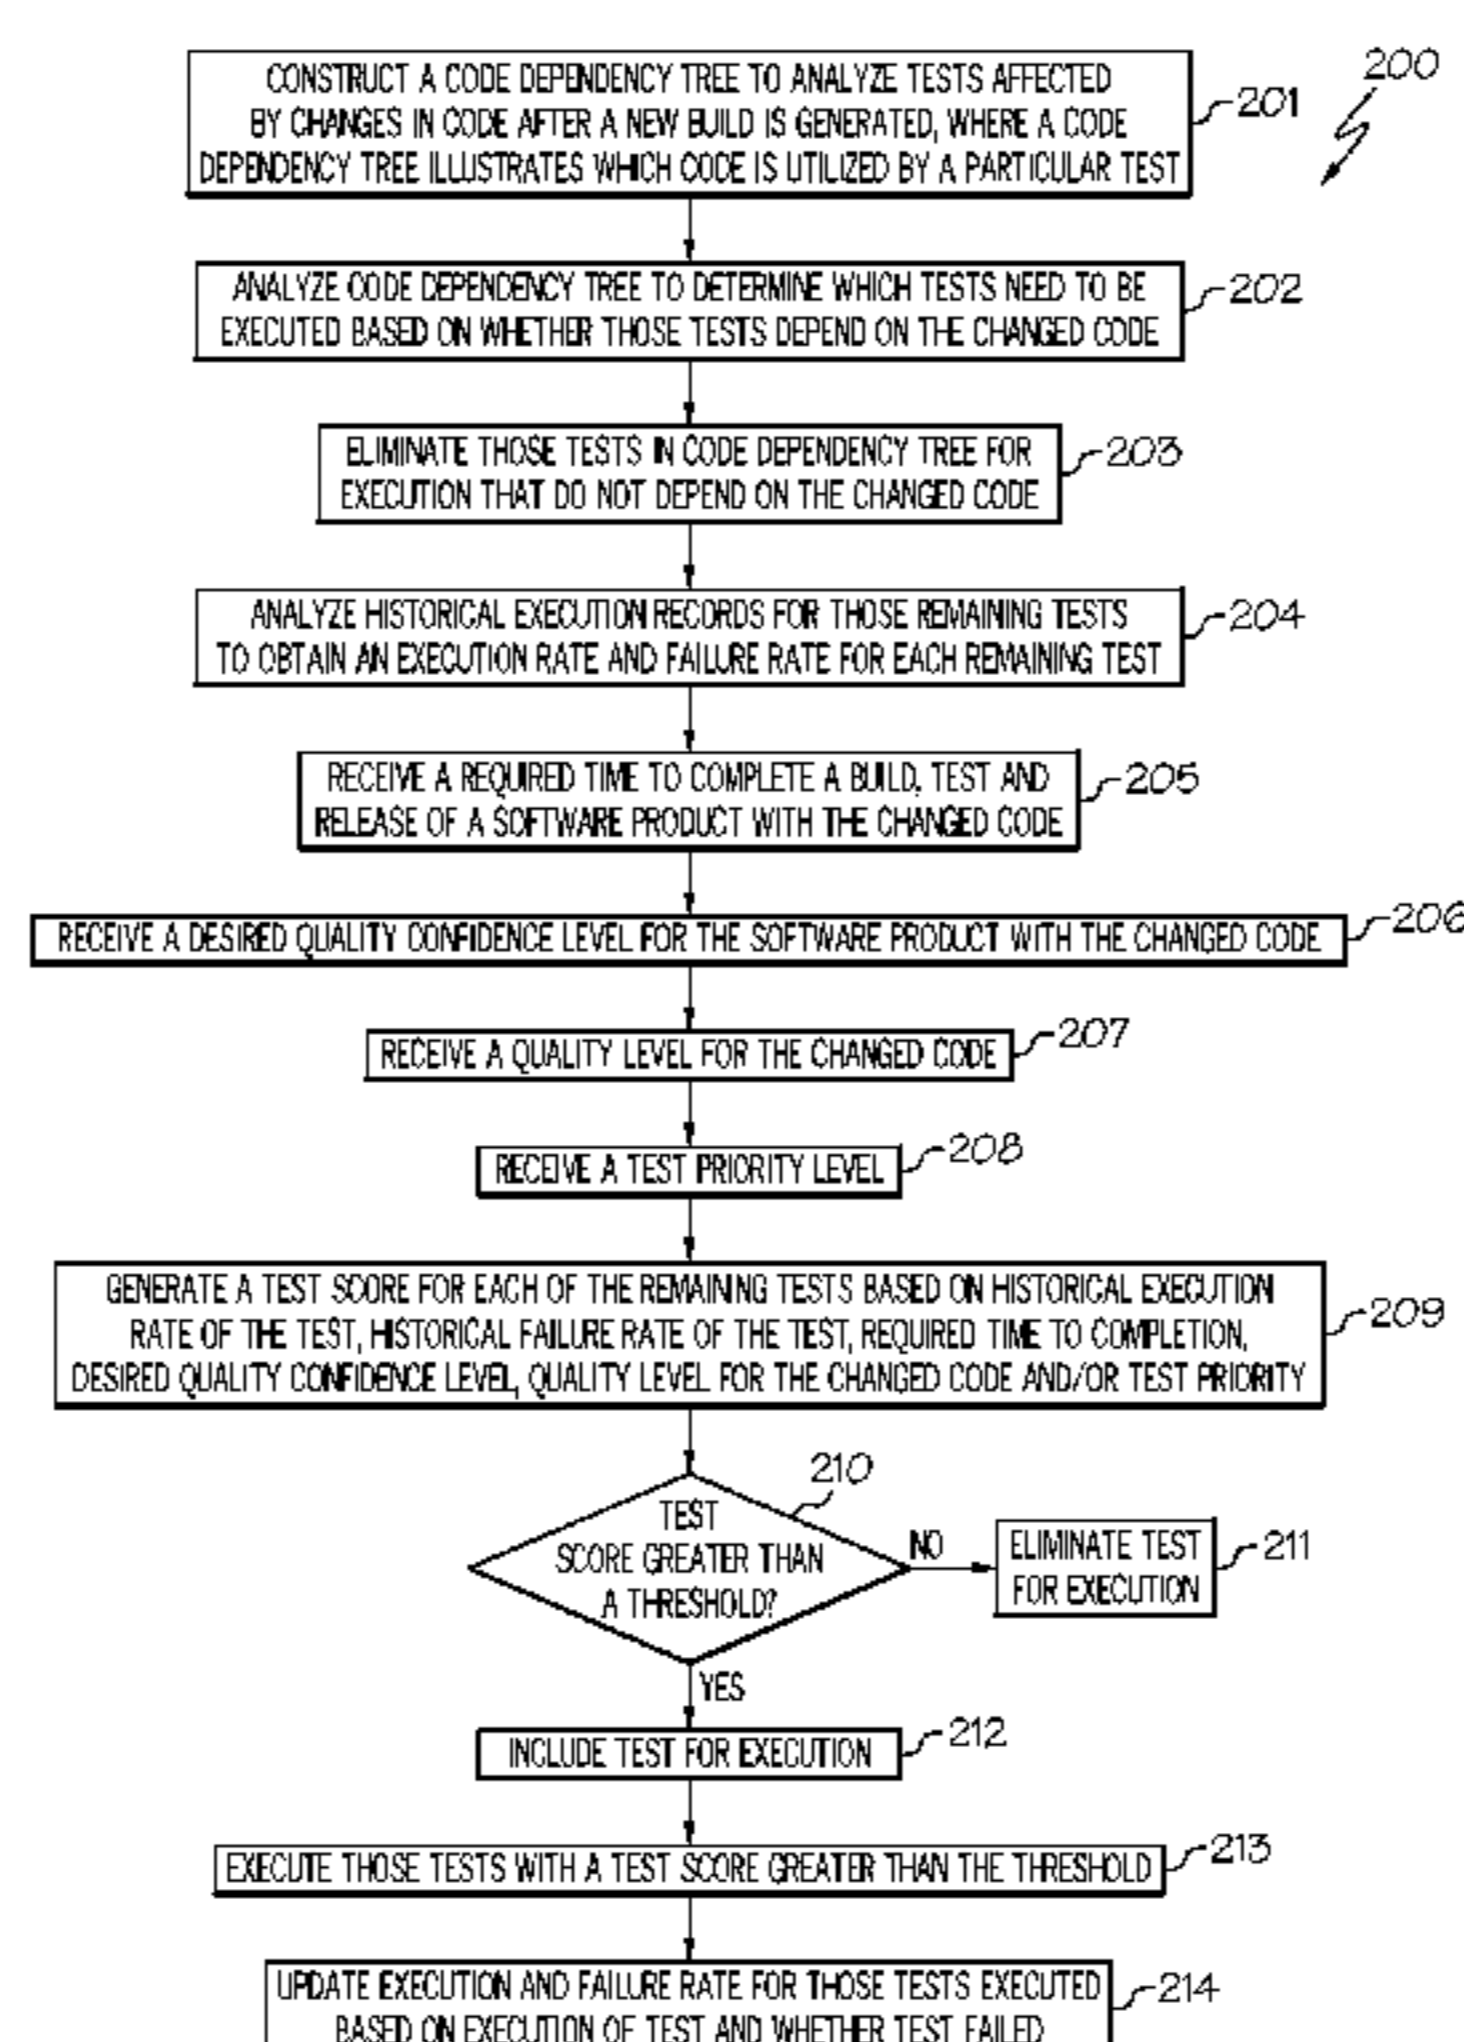 200
CONSTRUCT A CODE DEPENDENCY TREE TO ANALYZE TESTS AFFECTED
BY CHANGES IN CODE AFTER A NEW BUILD IS GENERATED, WHERE A CODE
DEPENDENCY TREE ILLUSTRATES WHICH CODE IS UTILIZED BY A PARTICULAR TEST
201
ANALYZE CODE DEPENDENCY TREE TO DETERMINE WHICH TESTS NEED TO BE
EXECUTED BASED ON WHETHER THOSE TESTS DEPEND ON THE CHANGED CODE
202
ELIMINATE THOSE TESTS IN CODE DEPENDENCY TREE FOR
EXECUTION THAT DO NOT DEPEND ON THE CHANGED CODE
203
ANALYZE HISTORICAL EXECUTION RECORDS FOR THOSE REMAINING TESTS
TO OBTAIN AN EXECUTION RATE AND FAILURE RATE FOR EACH REMAINING TEST
204
RECEIVE A REQUIRED TIME TO COMPLETE A BUILD, TEST AND
RELEASE OF A SOFTWARE PRODUCT WITH THE CHANGED CODE
205
RECEIVE A DESIRED QUALITY CONFIDENCE LEVEL FOR THE SOFTWARE PRODUCT WITH THE CHANGED CODE
206
RECEIVE A QUALITY LEVEL FOR THE CHANGED CODE
207
RECEIVE A TEST PRIORITY LEVEL
208
GENERATE A TEST SCORE FOR EACH OF THE REMAINING TESTS BASED ON HISTORICAL EXECUTION
RATE OF THE TEST, HISTORICAL FAILURE RATE OF THE TEST, REQUIRED TIME TO COMPLETION,
DESIRED QUALITY CONFIDENCE LEVEL, QUALITY LEVEL FOR THE CHANGED CODE AND/OR TEST PRIORITY
209
TEST
SCORE GREATER THAN
A THRESHOLD?
210
NO
ELIMINATE TEST
FOR EXECUTION
211
YES
INCLUDE TEST FOR EXECUTION
212
EXECUTE THOSE TESTS WITH A TEST SCORE GREATER THAN THE THRESHOLD
213
UPDATE EXECUTION AND FAILURE RATE FOR THOSE TESTS EXECUTED
BASED ON EXECUTION OF TEST AND WHETHER TEST FAILED
214